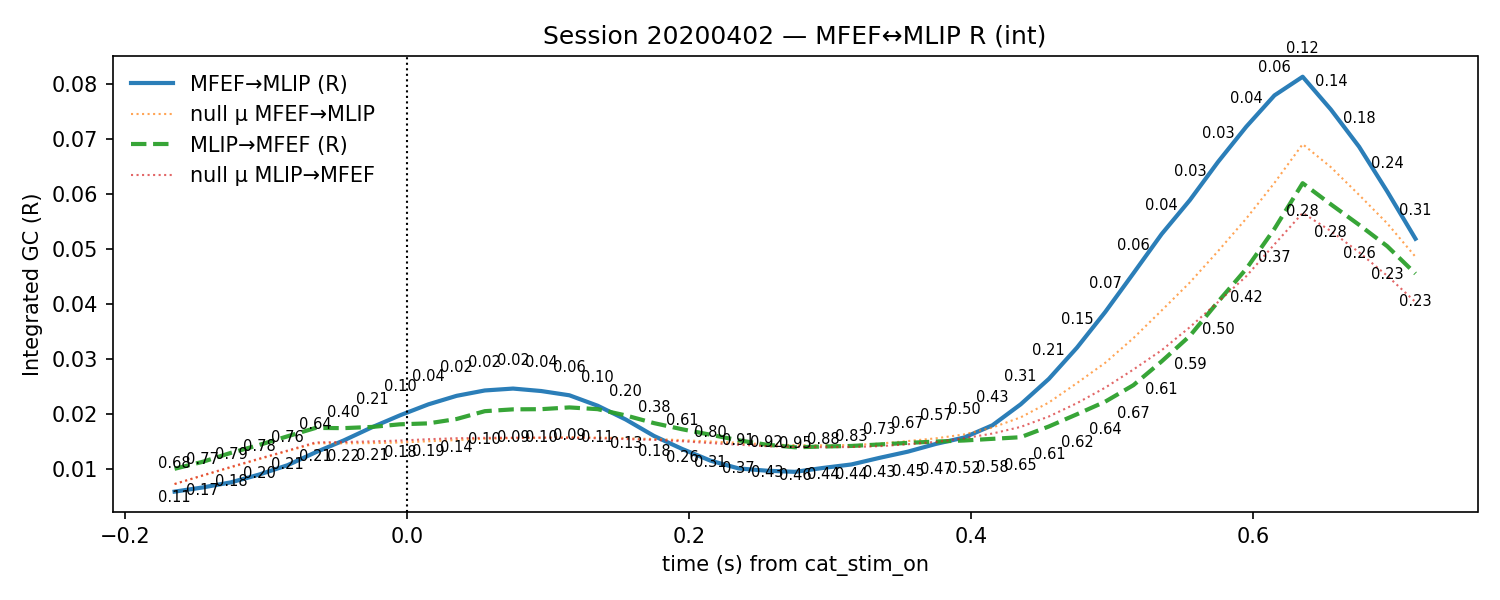 Session 20200402 — MFEF↔MLIP R (int)
MFEF→MLIP (R)
null μ MFEF→MLIP
MLIP→MFEF (R)
null μ MLIP→MFEF
Integrated GC (R)
0.08
0.07
0.06
0.05
0.04
0.03
0.02
0.01
0.68 0.77 0.79 0.78 0.76 0.64 0.40 0.21 0.10 0.04 0.02 0.02 0.02 0.04 0.06 0.10 0.20 0.38 0.61 0.80 0.91 0.92 0.95 0.88 0.83 0.73 0.67 0.57 0.50 0.43 0.31 0.21 0.15 0.07 0.06 0.04 0.03 0.03 0.04 0.06 0.12 0.14 0.18 0.24 0.31
0.11 0.17 0.18 0.20 0.21 0.21 0.22 0.21 0.18 0.19 0.14 0.10 0.09 0.10 0.09 0.11 0.13 0.18 0.26 0.31 0.37 0.43 0.46 0.44 0.44 0.43 0.45 0.47 0.52 0.58 0.65 0.61 0.62 0.64 0.67 0.61 0.59 0.50 0.42 0.37 0.28 0.28 0.26 0.23 0.23
−0.2 0.0 0.2 0.4 0.6
time (s) from cat_stim_on